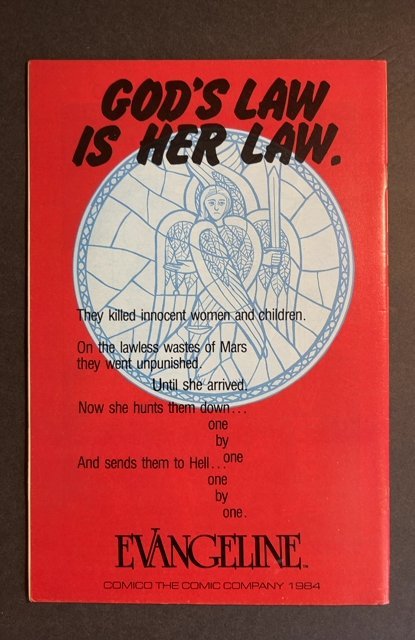 GOD'S LAW
IS HER LAW.
They killed innocent women and children.
On the lawless wastes of Mars
they went unpunished.
Until she arrived.
Now she hunts them down...
one
by
one
And sends them to Hell...
one
by
one.
EVANGELINE™
COMICO THE COMIC COMPANY 1984